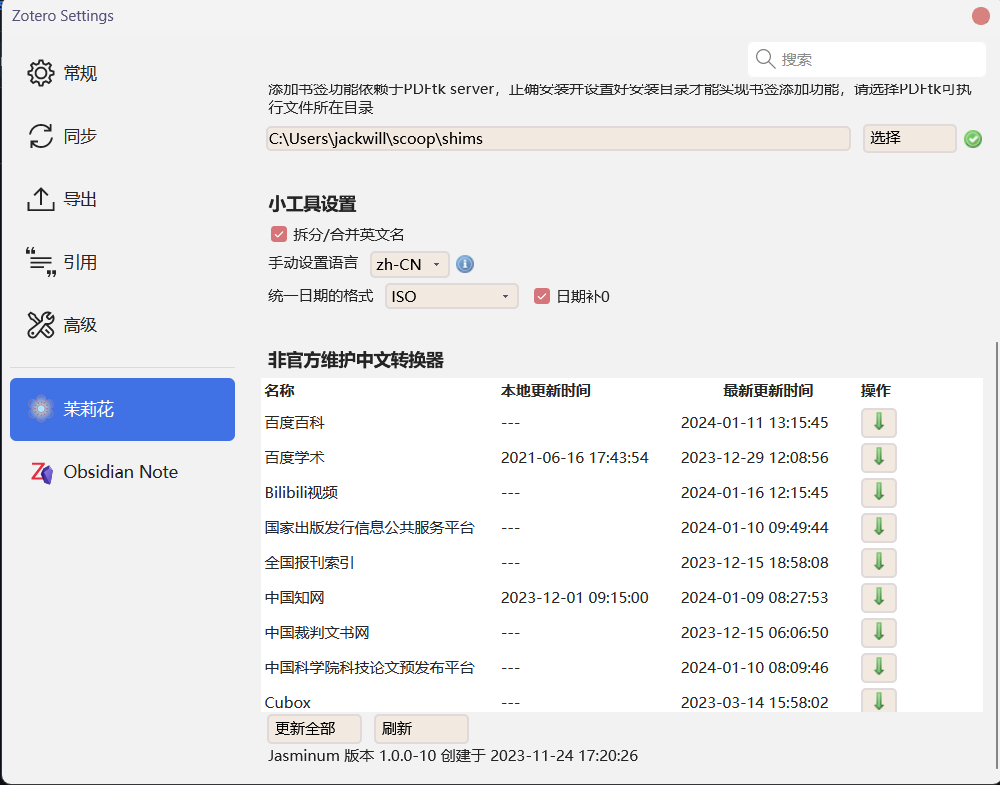 Zotero Settings
搜索
常规
同步
导出
引用
高级
茉莉花
Obsidian Note
添加书签功能依赖于PDFtk server，正确安装并设置好安装目录才能实现书签添加功能，请选择PDFtk可执
行文件所在目录
C:\Users\jackwill\scoop\shims 选择
小工具设置
拆分/合并英文名
手动设置语言 zh-CN
统一日期的格式 ISO 日期补0
非官方维护中文转换器
名称 本地更新时间 最新更新时间 操作
百度百科 --- 2024-01-11 13:15:45
百度学术 2021-06-16 17:43:54 2023-12-29 12:08:56
Bilibili视频 --- 2024-01-16 12:15:45
国家出版发行信息公共服务平台 --- 2024-01-10 09:49:44
全国报刊索引 --- 2023-12-15 18:58:08
中国知网 2023-12-01 09:15:00 2024-01-09 08:27:53
中国裁判文书网 --- 2023-12-15 06:06:50
中国科学院科技论文预发布平台 --- 2024-01-10 08:09:46
Cubox --- 2023-03-14 15:58:02
更新全部 刷新
Jasminum 版本 1.0.0-10 创建于 2023-11-24 17:20:26